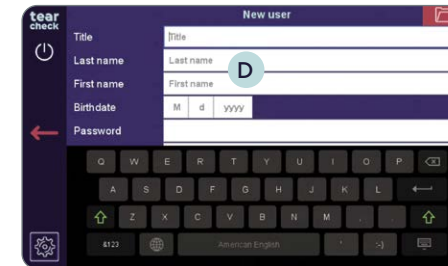 tear
check
New user
Title Title
Last name Last name
D
First name First name
Birthdate M d yyyy
Password
Q W E R T Y U I O P
A S D F G H J K L
Z X C V B N M , .
&123 American English ' :-)